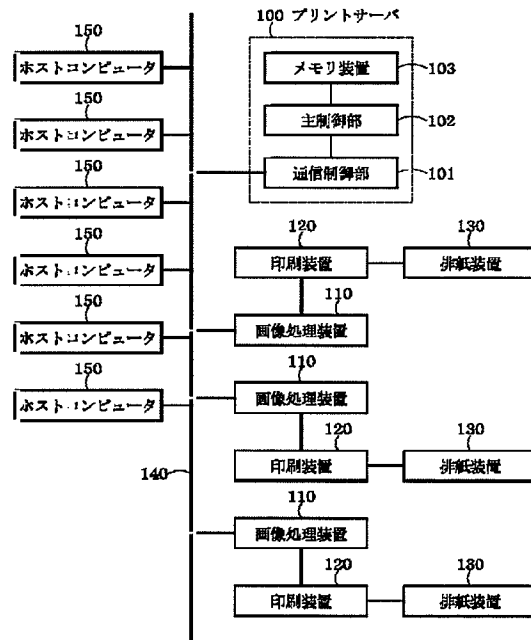 150
ホストコンピュータ
150
ホストコンピュータ
150
ホストコンピュータ
150
ホストコンピュータ
150
ホストコンピュータ
150
ホストコンピュータ
140
100 プリントサーバ
メモリ装置
103
主制御部
102
通信制御部
101
120
印刷装置
130
排紙装置
110
画像処理装置
110
画像処理装置
120
印刷装置
130
排紙装置
110
画像処理装置
120
印刷装置
130
排紙装置